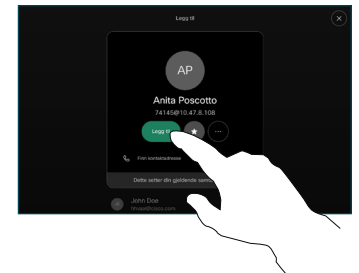 Legg til
AP
Anita Poscotto
74145@10.47.8.108
Legg til
Finn kontaktadresse
Dette setter din gjeldende
John Doe